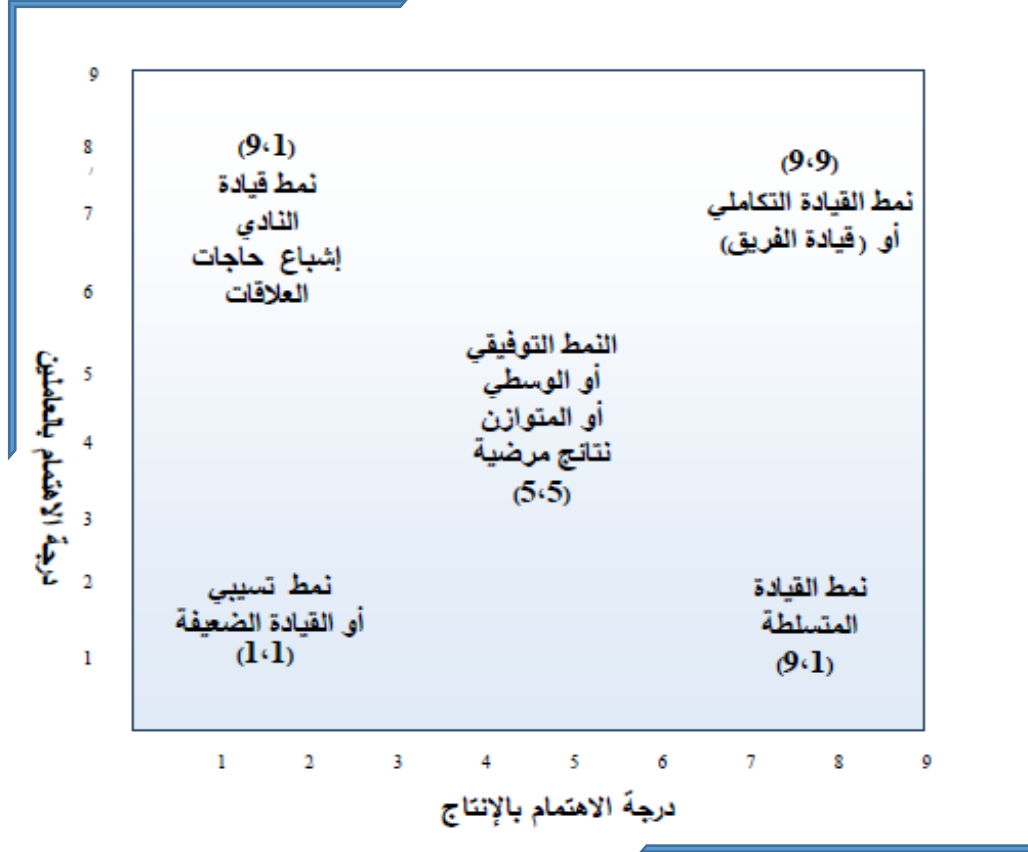 9
8
7
6
5
4
3
2
1
درجة الاهتمام بالعاملين
(9،1)
نمط قيادة
النادي
إشباع حاجات
العلاقات
(9،9)
نمط القيادة التكاملي
أو (قيادة الفريق)
النمط التوفيقي
أو الوسطي
أو المتوازن
نتائج مرضية
(5،5)
نمط تسيبي
أو القيادة الضعيفة
(1،1)
نمط القيادة
المتسلطة
(9،1)
1 2 3 4 5 6 7 8 9
درجة الاهتمام بالإنتاج